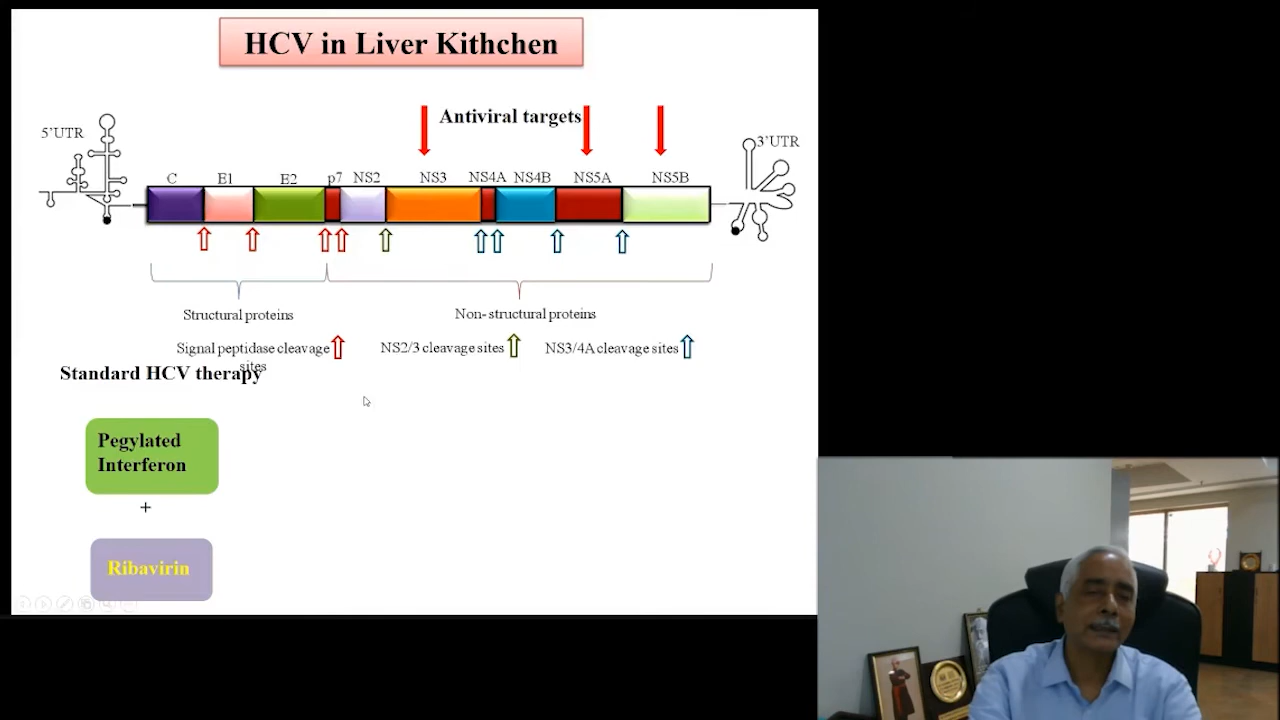 HCV in Liver Kithchen
Antiviral targets
5'UTR
3'UTR
C E1 E2 p7 NS2 NS3 NS4A NS4B NS5A NS5B
Structural proteins
Non- structural proteins
Signal peptidase cleavage
sites
NS2/3 cleavage sites
NS3/4A cleavage sites
Standard HCV therapy
Pegylated
Interferon
+
Ribavirin